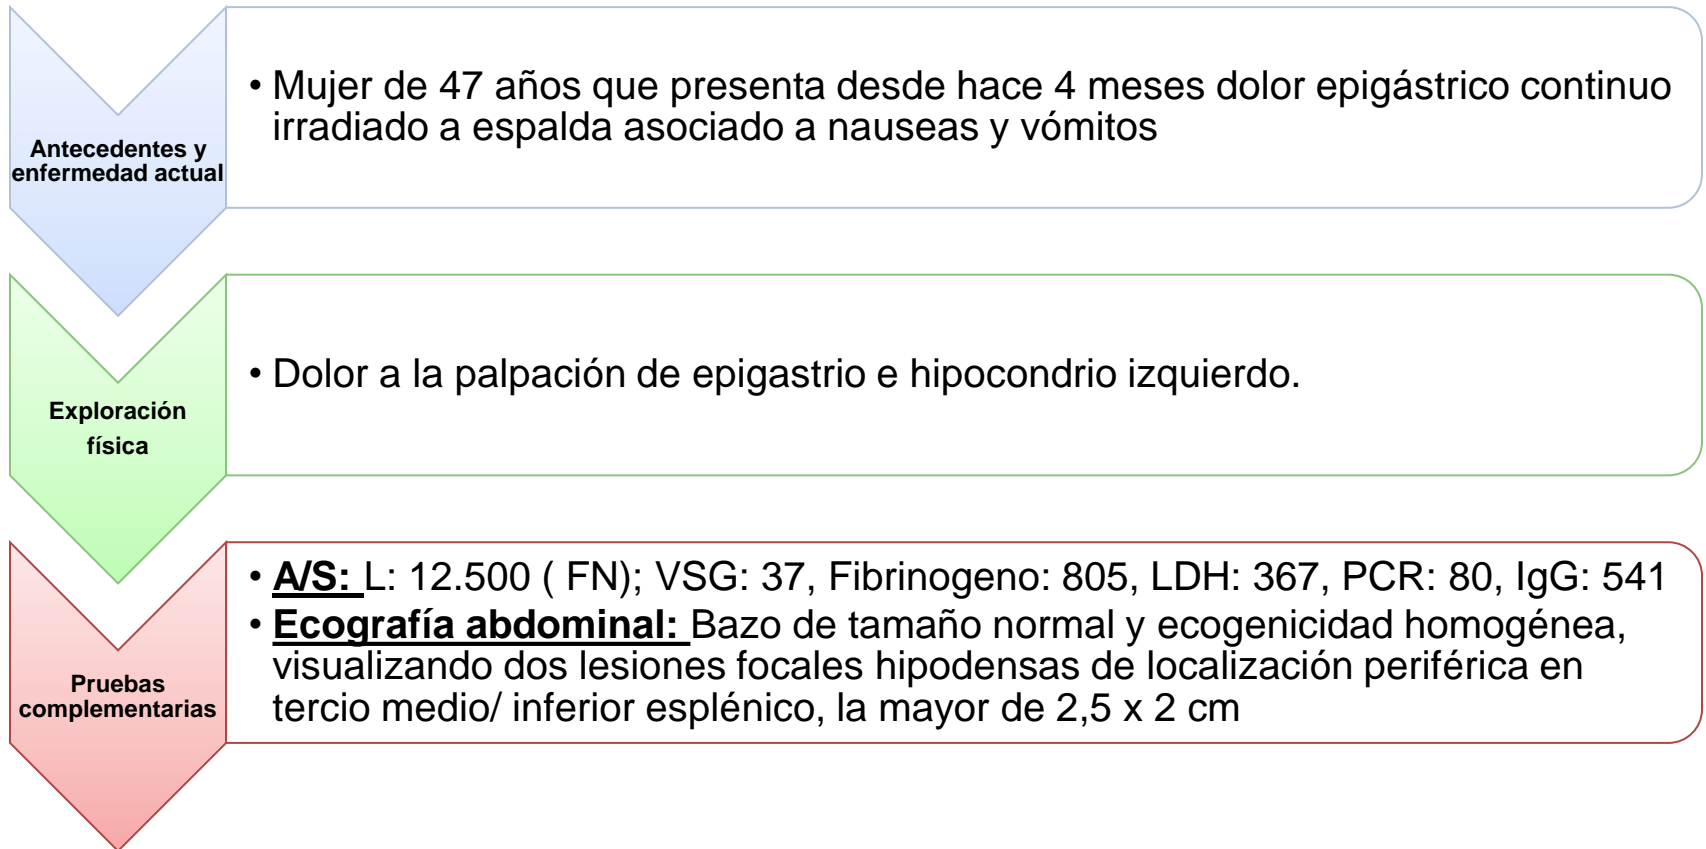 Antecedentes y
enfermedad actual
• Mujer de 47 años que presenta desde hace 4 meses dolor epigástrico continuo
irradiado a espalda asociado a nauseas y vómitos
Exploración
física
• Dolor a la palpación de epigastrio e hipocondrio izquierdo.
Pruebas
complementarias
• A/S: L: 12.500 ( FN); VSG: 37, Fibrinogeno: 805, LDH: 367, PCR: 80, IgG: 541
• Ecografía abdominal: Bazo de tamaño normal y ecogenicidad homogénea,
visualizando dos lesiones focales hipodensas de localización periférica en
tercio medio/ inferior esplénico, la mayor de 2,5 x 2 cm